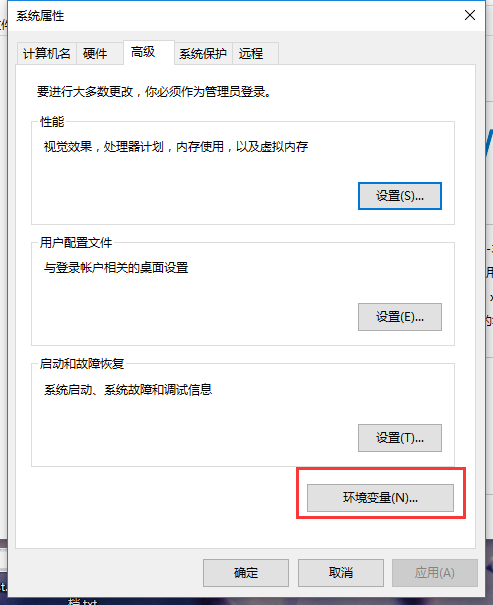 系统属性
计算机名
硬件
高级
系统保护
远程
要进行大多数更改，你必须作为管理员登录。
性能
视觉效果，处理器计划，内存使用，以及虚拟内存
设置(S)...
用户配置文件
与登录帐户相关的桌面设置
设置(E)...
启动和故障恢复
系统启动、系统故障和调试信息
设置(T)...
环境变量(N)...
确定
取消
应用(A)
档.txt